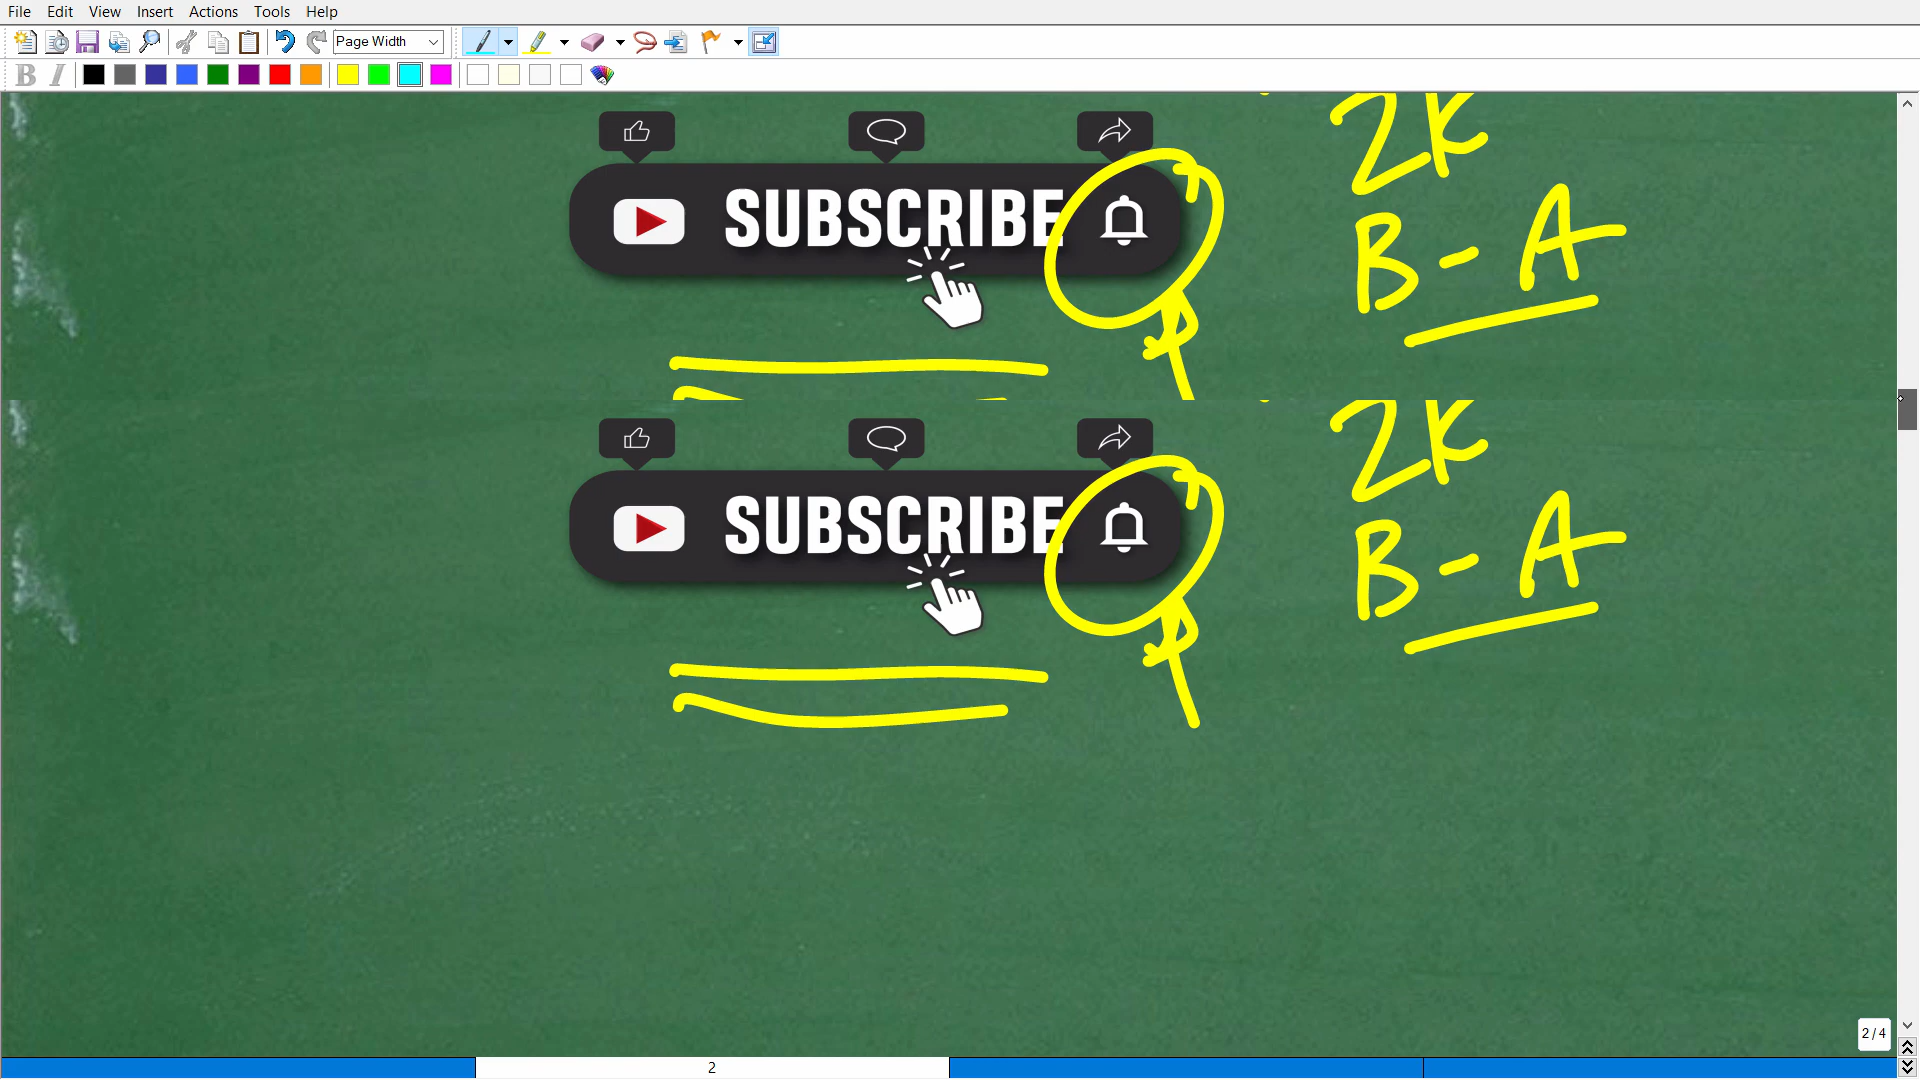 File Edit View Insert Actions Tools Help
Page Width
B I
2K
SUBSCRIBE
B - A
2K
SUBSCRIBE
B - A
2 / 4
2